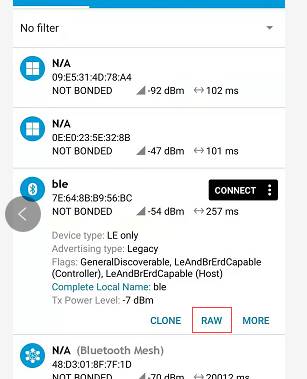 No filter
N/A
09:E5:31:4D:78:A4
NOT BONDED -92 dBm 102 ms
N/A
0E:E0:23:5E:32:8B
NOT BONDED -47 dBm 101 ms
ble
CONNECT
7E:64:8B:B9:56:BC
NOT BONDED -54 dBm 257 ms
Device type: LE only
Advertising type: Legacy
Flags: GeneralDiscoverable, LeAndBrErdCapable
(Controller), LeAndBrErdCapable (Host)
Complete Local Name: ble
Tx Power Level: -7 dBm
CLONE RAW MORE
N/A (Bluetooth Mesh)
48:D3:01:8F:7F:1D
NOT BONDED -70 dBm 20012 ms